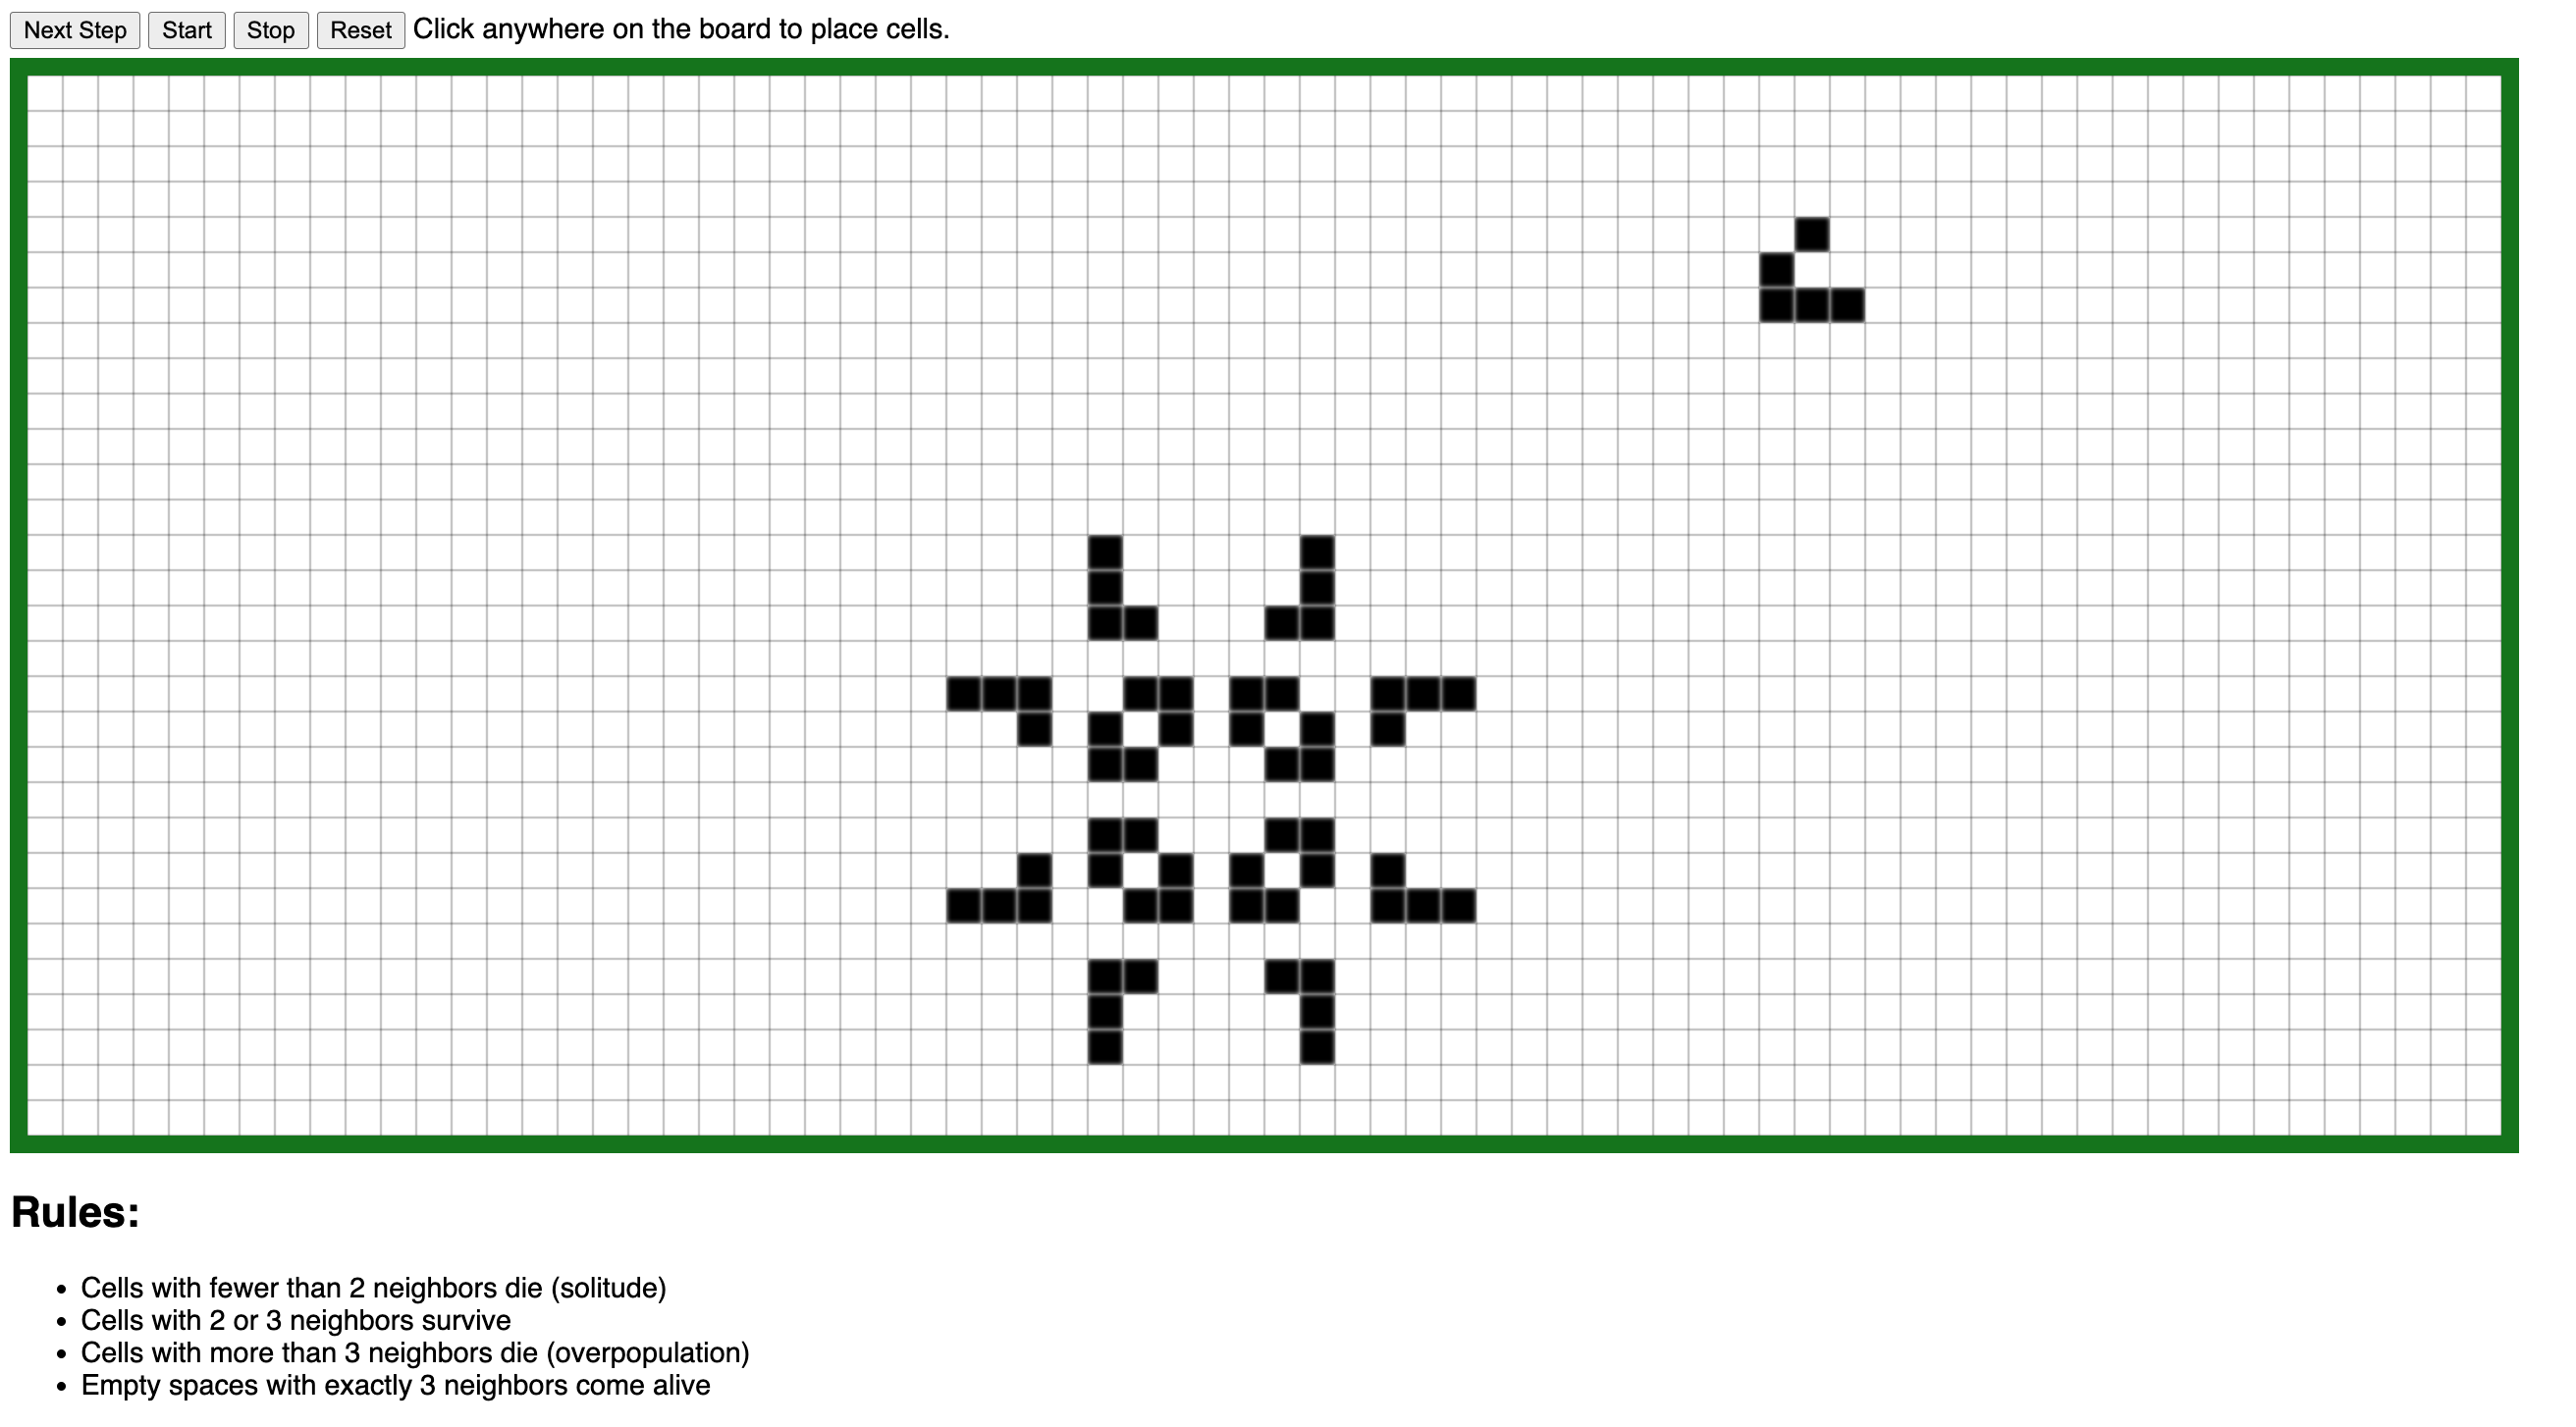 Next Step Start Stop Reset Click anywhere on the board to place cells.
Rules:
• Cells with fewer than 2 neighbors die (solitude)
• Cells with 2 or 3 neighbors survive
• Cells with more than 3 neighbors die (overpopulation)
• Empty spaces with exactly 3 neighbors come alive